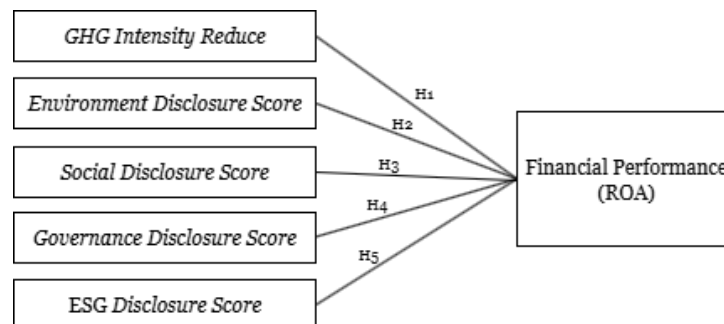 GHG Intensity Reduce
H1
Environment Disclosure Score
H2
Social Disclosure Score
H3
Financial Performance
(ROA)
Governance Disclosure Score
H4
H5
ESG Disclosure Score